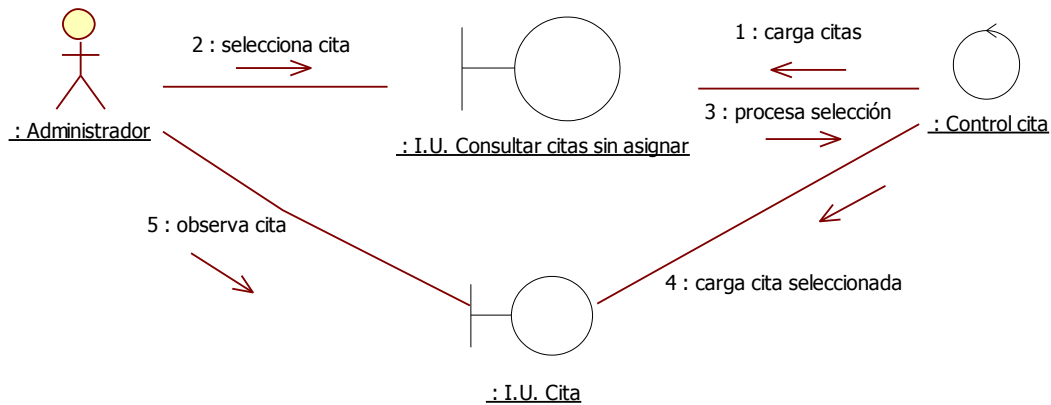 2 : selecciona cita
1 : carga citas
3 : procesa selección
: Administrador
: I.U. Consultar citas sin asignar
: Control cita
5 : observa cita
4 : carga cita seleccionada
: I.U. Cita